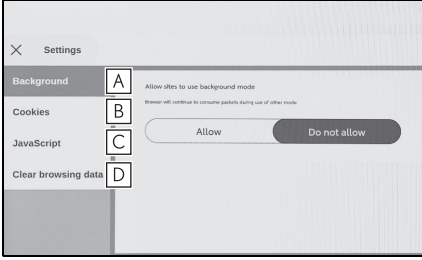 Settings
Background
A
Allow sites to use background mode
Browser will continue to consume packets during use of other mode
Cookies
B
Allow
Do not allow
JavaScript
C
Clear browsing data
D